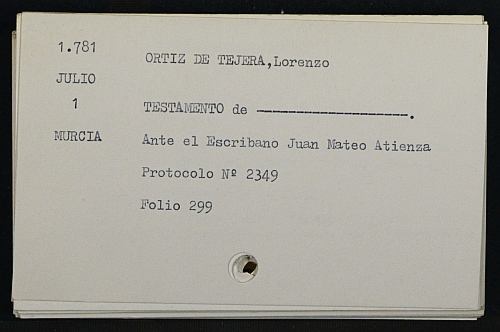 1.781
ORTIZ DE TEJERA,Lorenzo
JULIO
1
TESTAMENTO de -------------------.
MURCIA
Ante el Escribano Juan Mateo Atienza
Protocolo Nº 2349
Folio 299